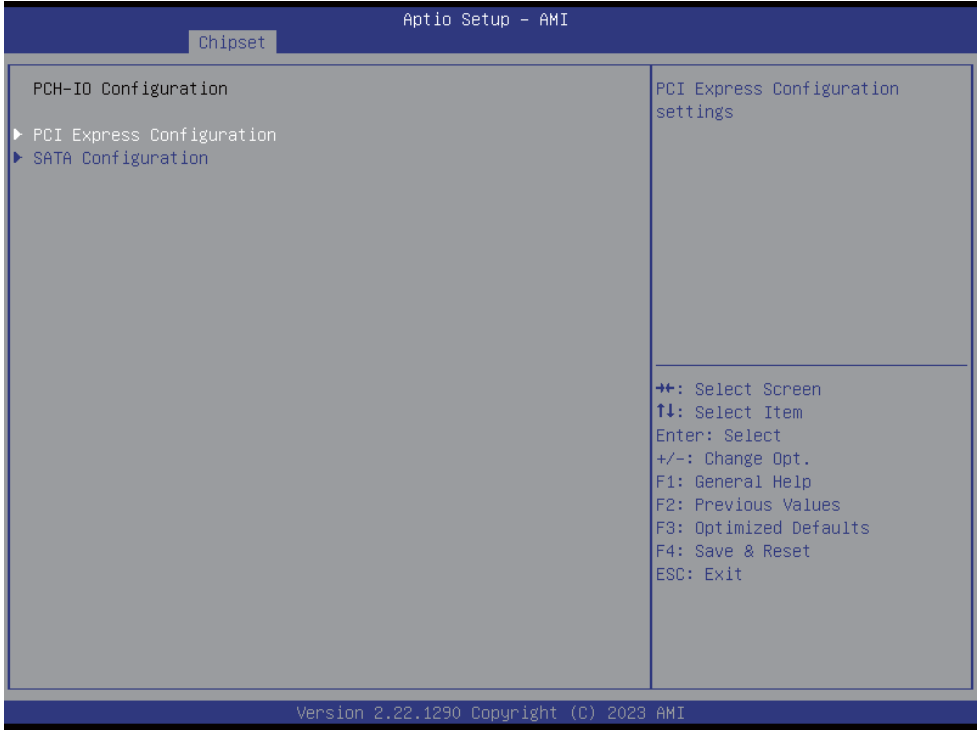 Aptio Setup – AMI
Chipset
PCH-IO Configuration
PCI Express Configuration
SATA Configuration
PCI Express Configuration
settings
→←: Select Screen
↑↓: Select Item
Enter: Select
+/-: Change Opt.
F1: General Help
F2: Previous Values
F3: Optimized Defaults
F4: Save & Reset
ESC: Exit
Version 2.22.1290 Copyright (C) 2023 AMI